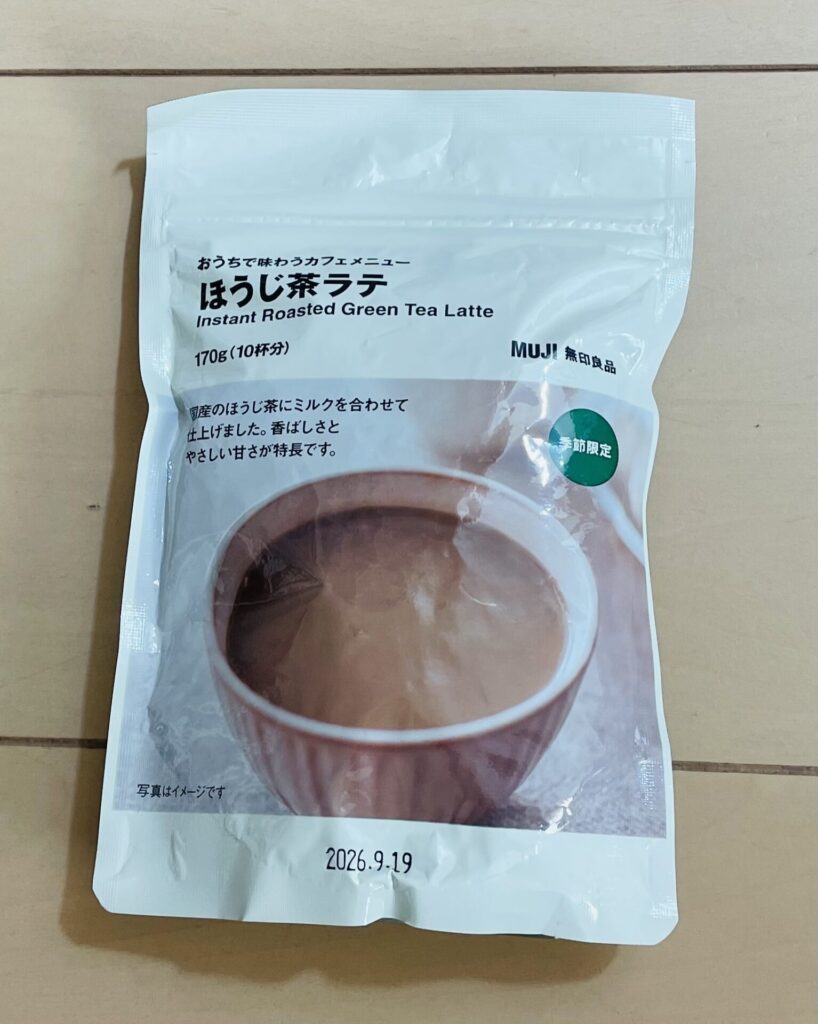 おうちで味わうカフェメニュー
ほうじ茶ラテ
Instant Roasted Green Tea Latte
170g(10杯分)
MUJI 無印良品
国産のほうじ茶にミルクを合わせて
仕上げました。香ばしさと
やさしい甘さが特長です。
季節限定
写真はイメージです
2026.9.19